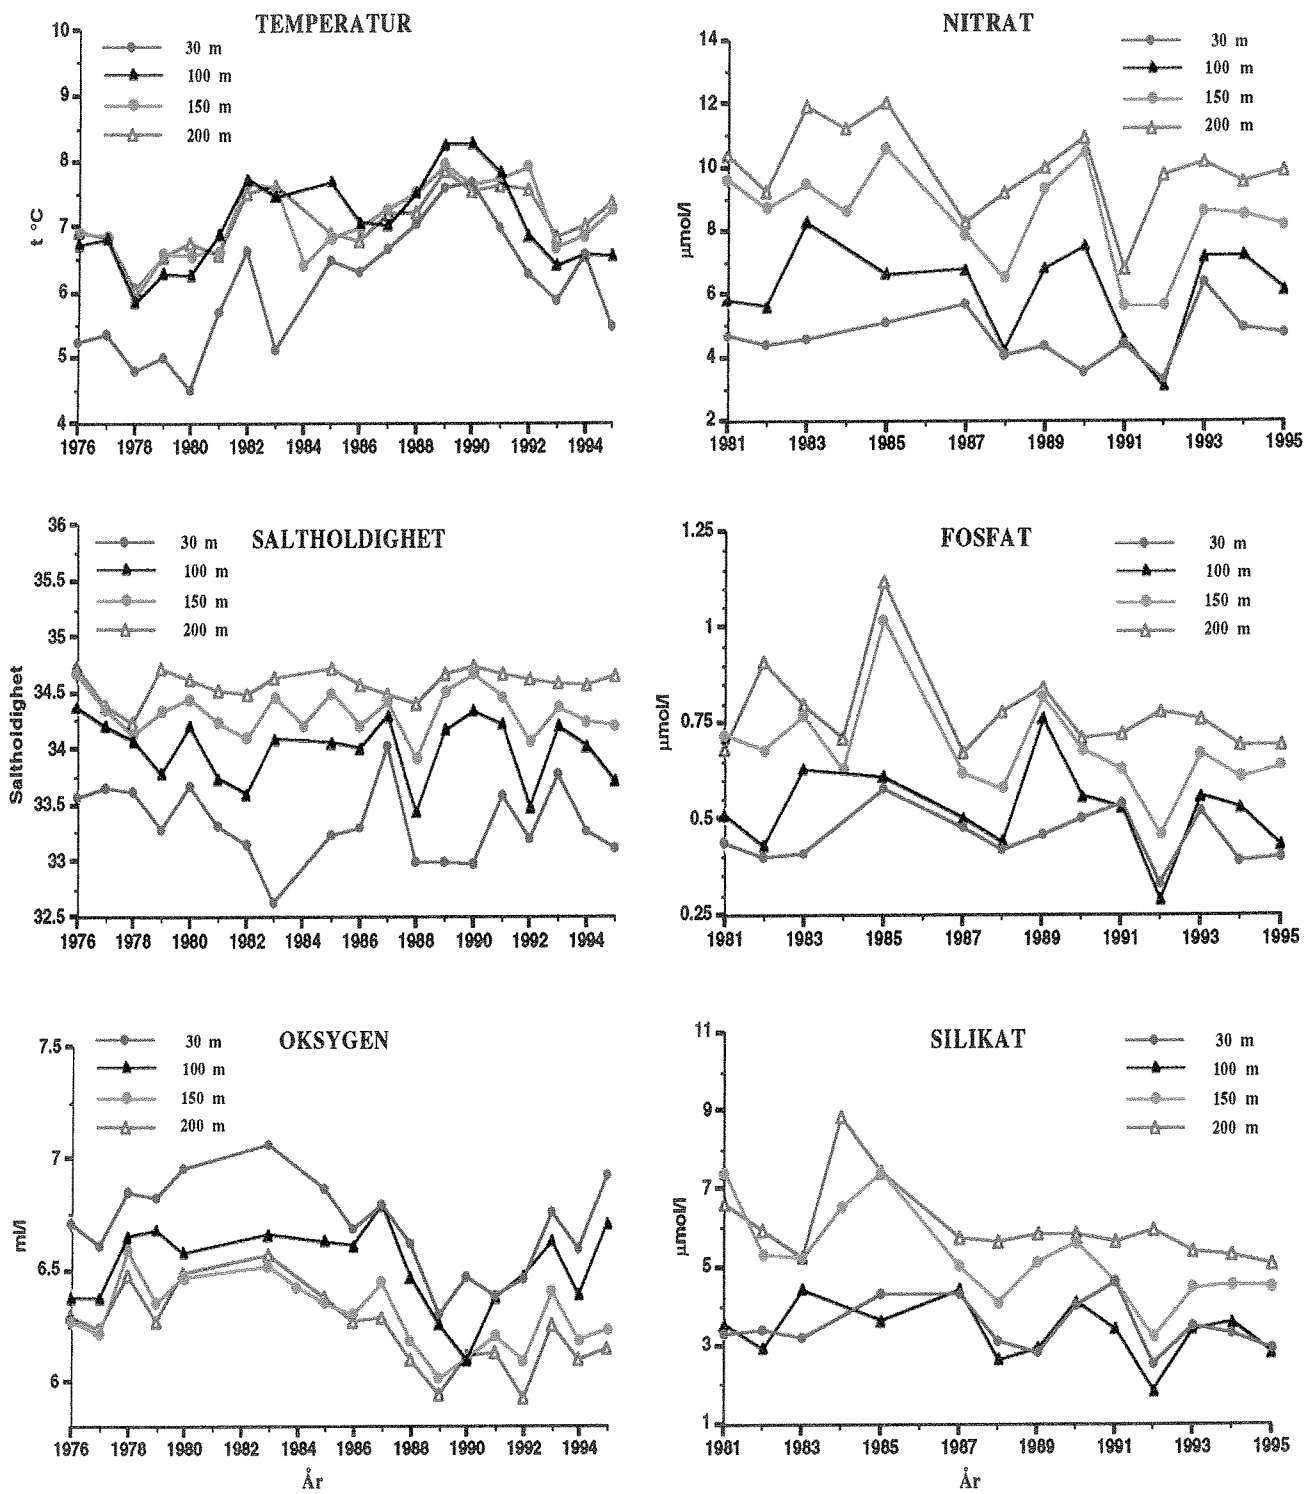 TEMPERATUR
10
9
8
7
6
5
4
t °C
30 m
100 m
150 m
200 m
1976 1978 1980 1982 1984 1986 1988 1990 1992 1994
NITRAT
14
12
10
8
6
4
2
µmol/l
30 m
100 m
150 m
200 m
1981 1983 1985 1987 1989 1991 1993 1995
SALTHOLDIGHET
36
35.5
35
34.5
34
33.5
33
32.5
Saltholdighet
30 m
100 m
150 m
200 m
1976 1978 1980 1982 1984 1986 1988 1990 1992 1994
FOSFAT
1.25
1
0.75
0.5
0.25
µmol/l
30 m
100 m
150 m
200 m
1981 1983 1985 1987 1989 1991 1993 1995
OKSYGEN
7.5
7
6.5
6
ml/l
30 m
100 m
150 m
200 m
1976 1978 1980 1982 1984 1986 1988 1990 1992 1994
År
SILIKAT
11
9
7
5
3
1
µmol/l
30 m
100 m
150 m
200 m
1981 1983 1985 1987 1989 1991 1993 1995
År